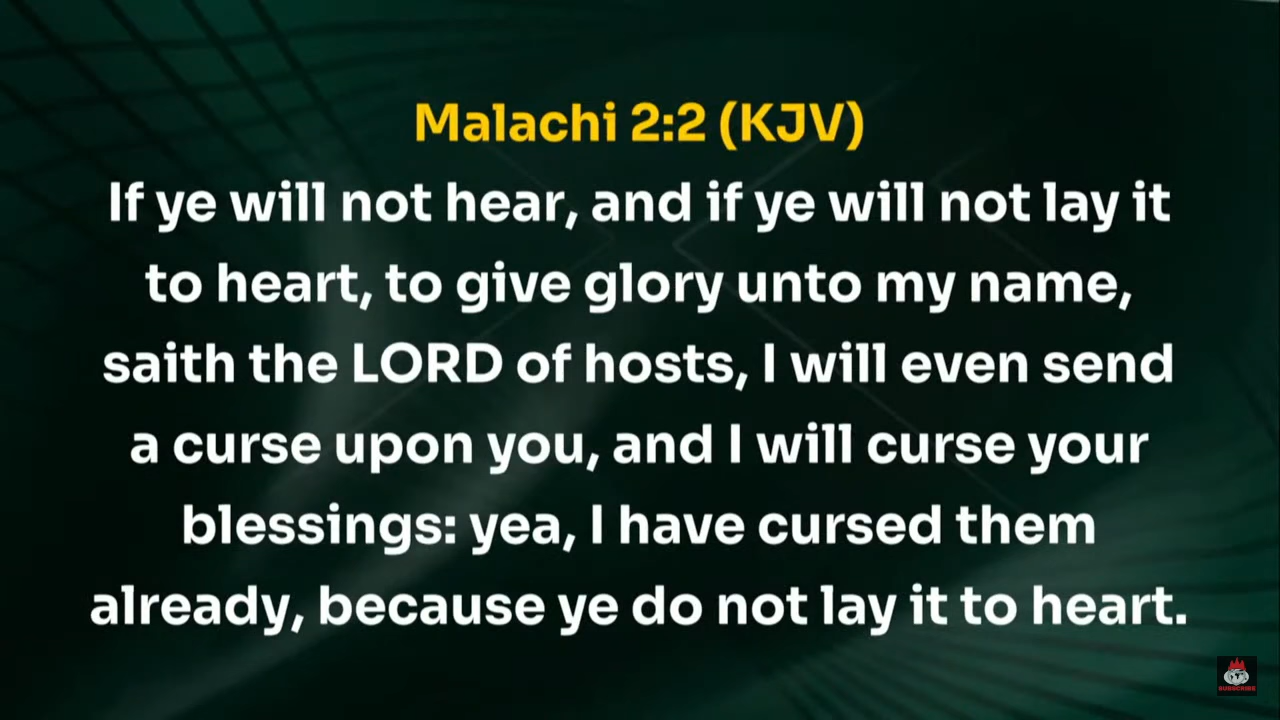 Malachi 2:2 (KJV)
If ye will not hear, and if ye will not lay it
to heart, to give glory unto my name,
saith the LORD of hosts, I will even send
a curse upon you, and I will curse your
blessings: yea, I have cursed them
already, because ye do not lay it to heart.
SUBSCRIBE